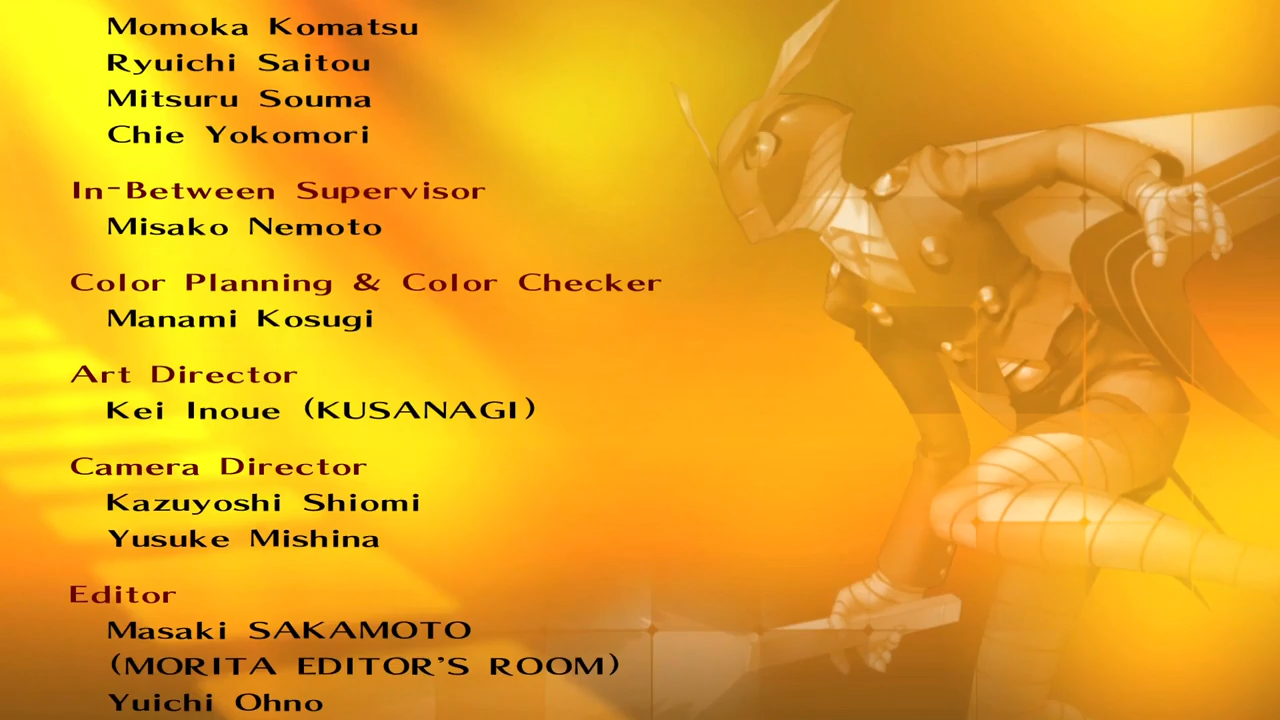 Momoka Komatsu
Ryuichi Saitou
Mitsuru Souma
Chie Yokomori
In-Between Supervisor
Misako Nemoto
Color Planning & Color Checker
Manami Kosugi
Art Director
Kei Inoue (KUSANAGI)
Camera Director
Kazuyoshi Shiomi
Yusuke Mishina
Editor
Masaki SAKAMOTO
(MORITA EDITOR'S ROOM)
Yuichi Ohno